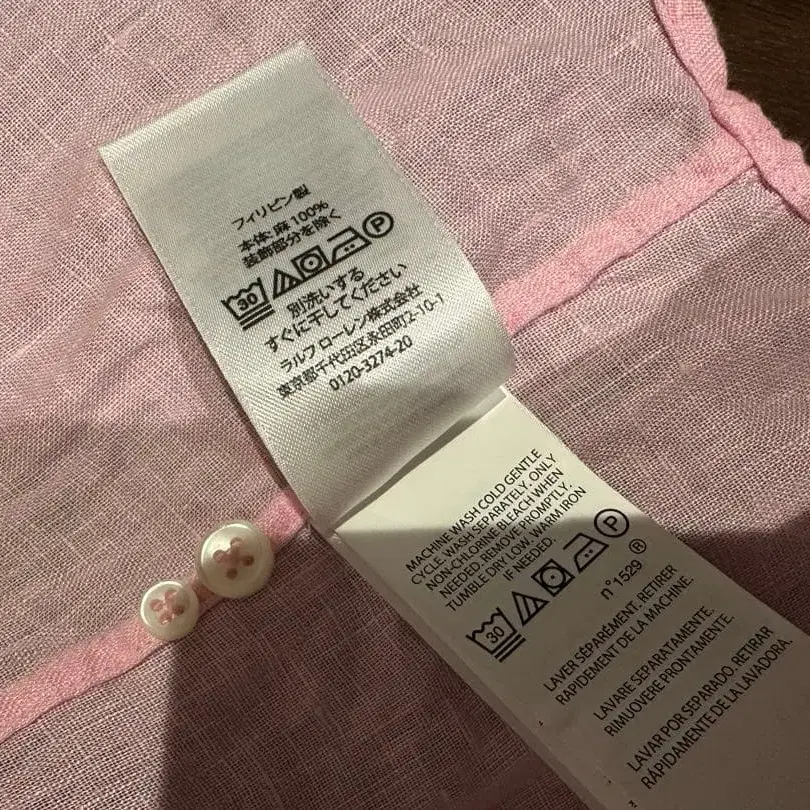 フィリピン製
本体:麻 100%
装飾部分を除く
30 P
別洗いする
すぐに干してください
ラルフ ローレン株式会社
東京都千代田区永田町2-10-1
0120-3274-20
MACHINE WASH COLD GENTLE
CYCLE. WASH SEPARATELY. ONLY
NON-CHLORINE BLEACH WHEN
NEEDED. REMOVE PROMPTLY.
TUMBLE DRY LOW. WARM IRON
IF NEEDED.
30 P
n°1529 ®
LAVER SÉPARÉMENT. RETIRER
RAPIDEMENT DE LA MACHINE.
LAVARE SEPARATAMENTE.
RIMUOVERE PRONTAMENTE.
LAVAR POR SEPARADO. RETIRAR
RÁPIDAMENTE DE LA LAVADORA.